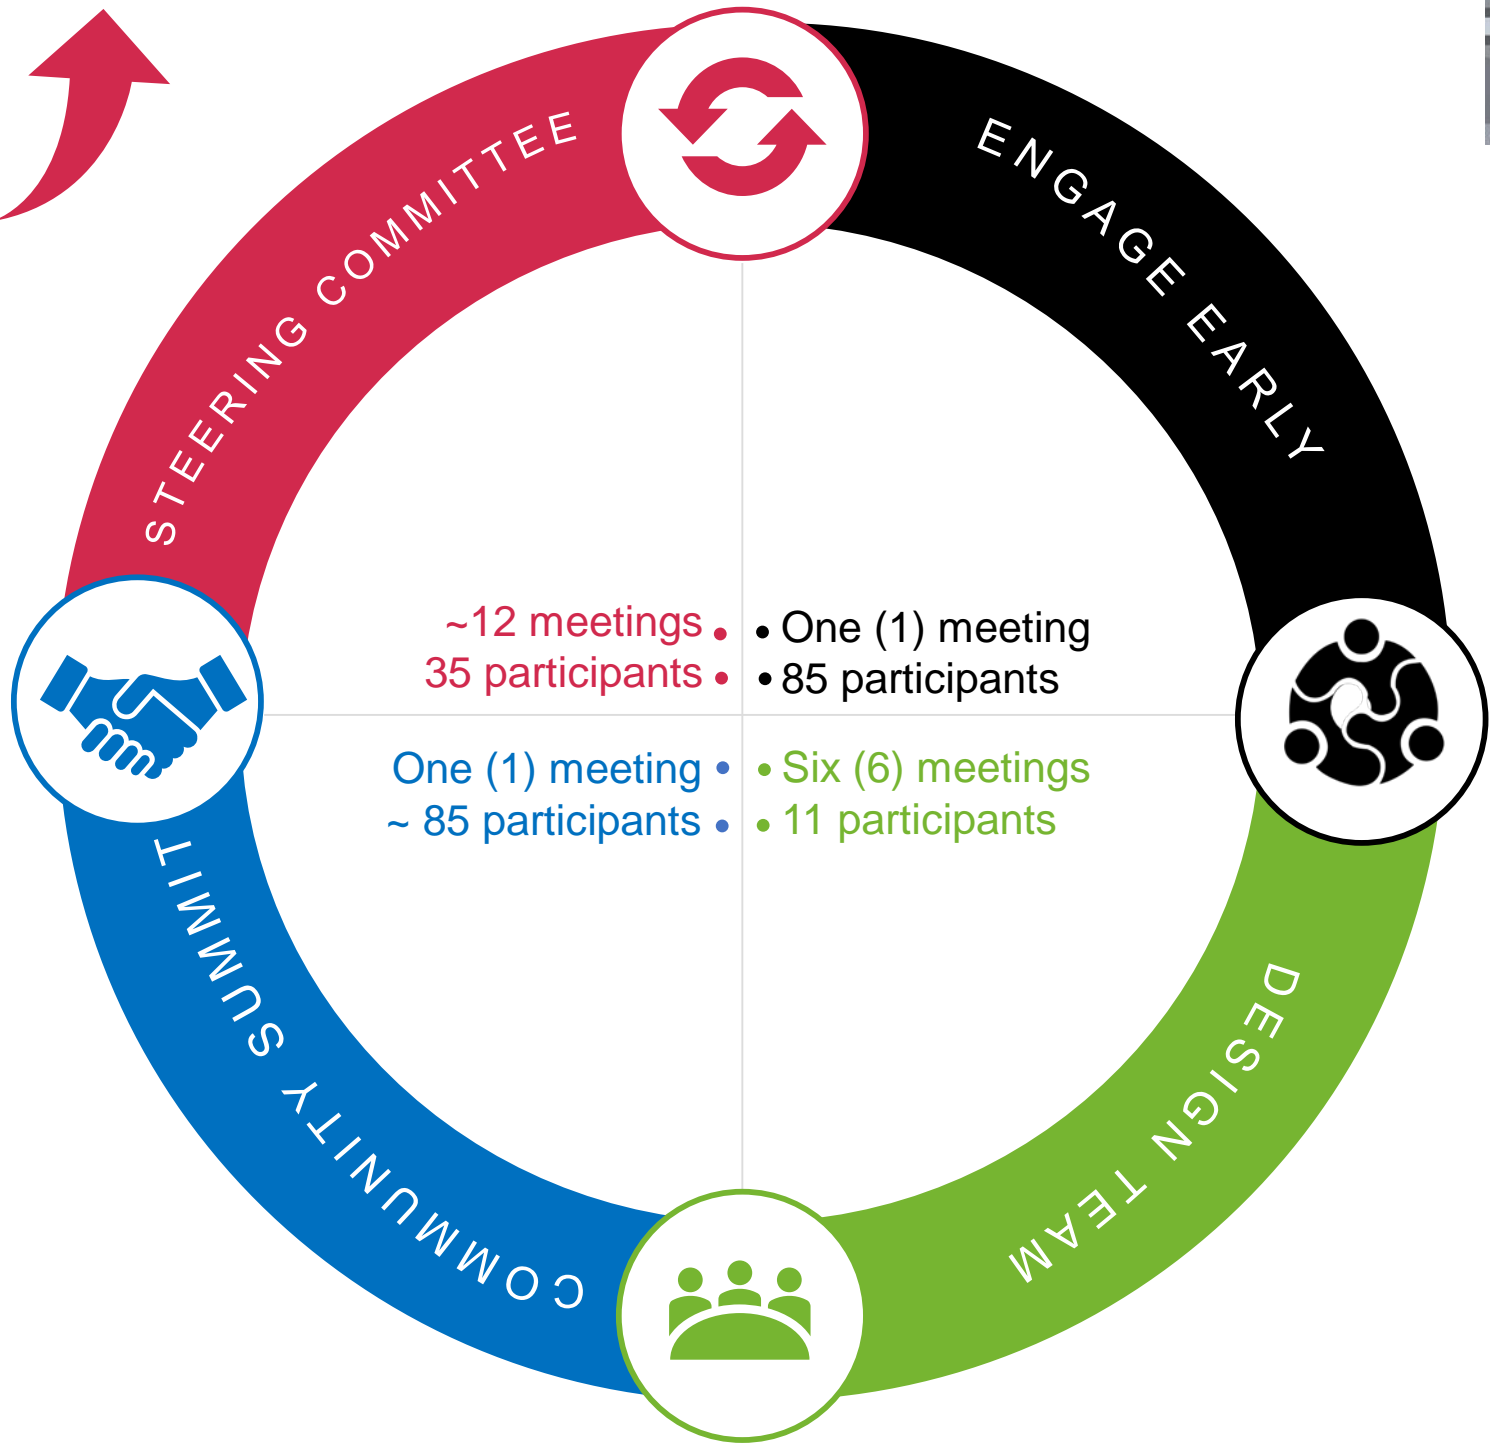 STEERING COMMITTEE
ENGAGE EARLY
~12 meetings
35 participants
One (1) meeting
85 participants
One (1) meeting
~ 85 participants
Six (6) meetings
11 participants
COMMUNITY SUMMIT
DESIGN TEAM